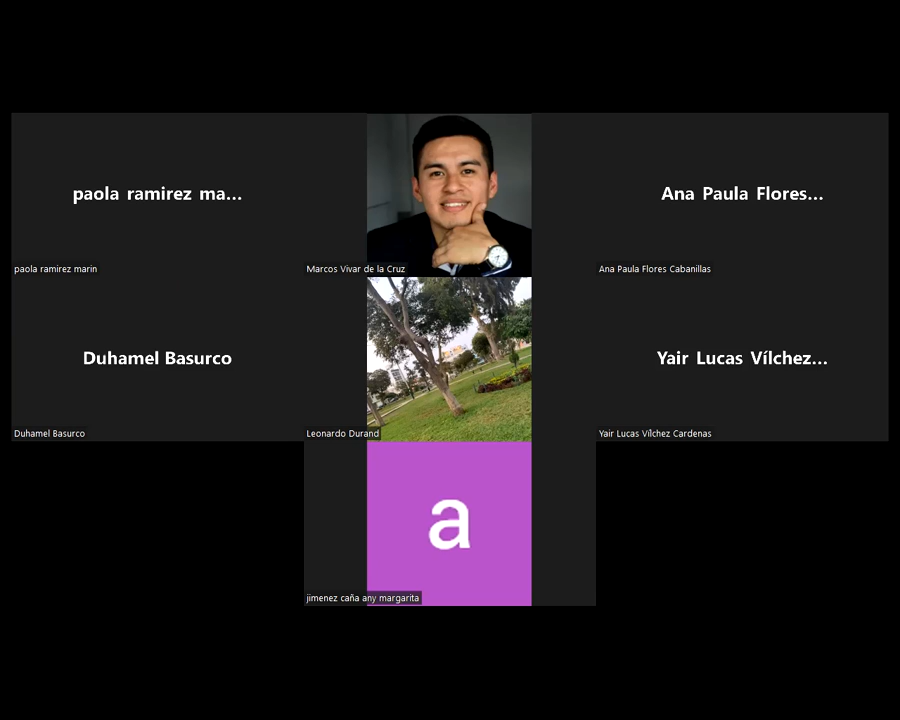 paola ramirez ma...
paola ramirez marin
Marcos Vivar de la Cruz
Ana Paula Flores...
Ana Paula Flores Cabanillas
Duhamel Basurco
Duhamel Basurco
Leonardo Durand
Yair Lucas Vílchez...
Yair Lucas Vílchez Cardenas
a
jimenez caña any margarita